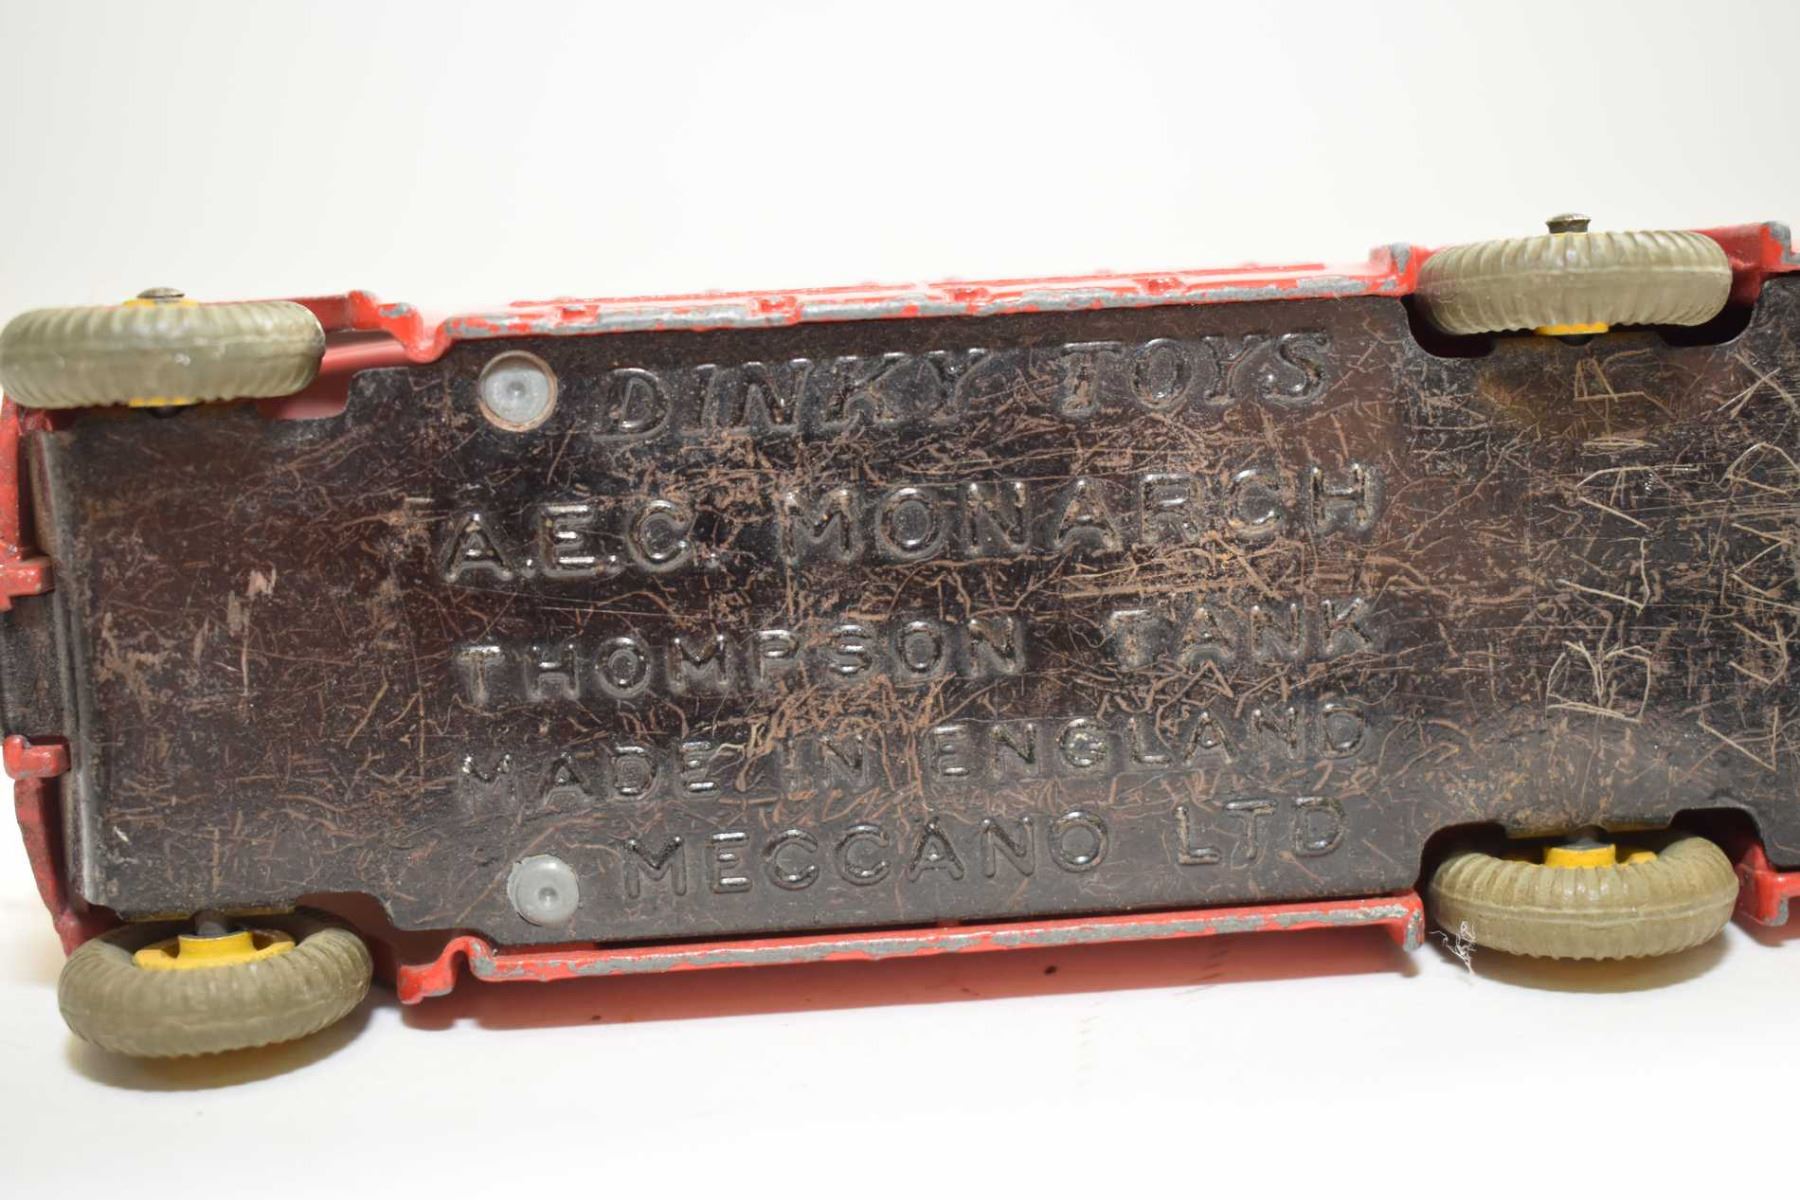 DINKY TOYS
A.E.C. MONARCH
THOMPSON TANK
MADE IN ENGLAND
MECCANO LTD